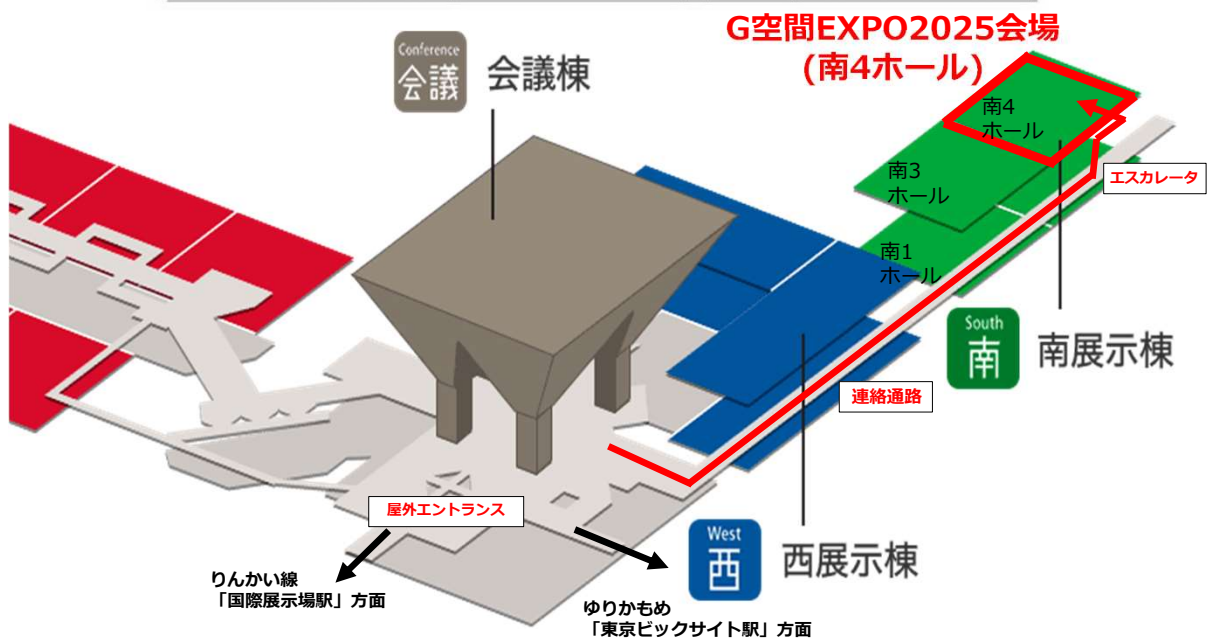 G空間EXPO2025会場
(南4ホール)
Conference
会議
会議棟
南4
ホール
エスカレータ
南3
ホール
南1
ホール
South
南
南展示棟
連絡通路
屋外エントランス
West
西
西展示棟
りんかい線
「国際展示場駅」方面
ゆりかもめ
「東京ビックサイト駅」方面